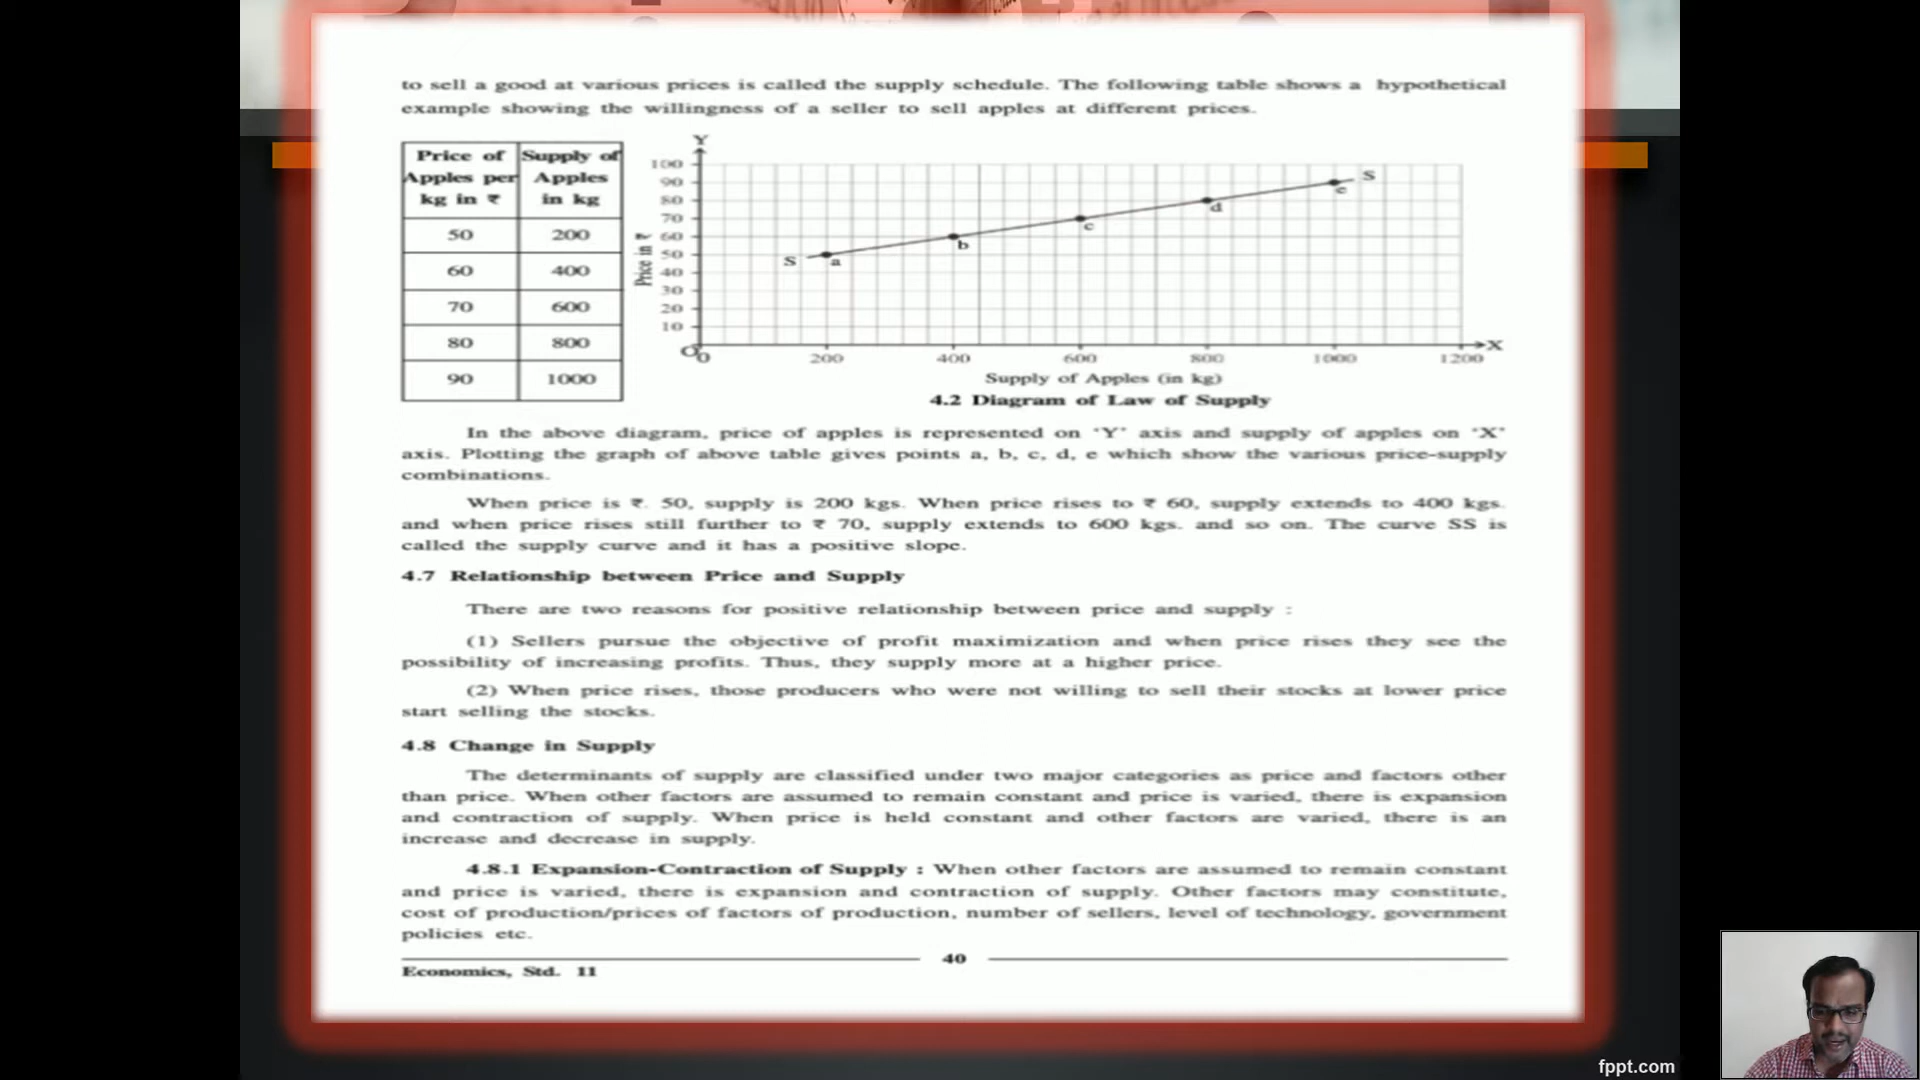 to sell a good at various prices is called the supply schedule. The following table shows a hypothetical
example showing the willingness of a seller to sell apples at different prices.
Price of Apples per kg in ₹ Supply of Apples in kg
50 200
60 400
70 600
80 800
90 1000
Y
100
90
80
70
60
50
40
30
20
10
Price in ₹
S a b c d e S
O 0 200 400 600 800 1000 1200 X
Supply of Apples (in kg)
4.2 Diagram of Law of Supply
In the above diagram, price of apples is represented on 'Y' axis and supply of apples on 'X'
axis. Plotting the graph of above table gives points a, b, c, d, e which show the various price-supply
combinations.
When price is ₹. 50, supply is 200 kgs. When price rises to ₹ 60, supply extends to 400 kgs.
and when price rises still further to ₹ 70, supply extends to 600 kgs. and so on. The curve SS is
called the supply curve and it has a positive slope.
4.7 Relationship between Price and Supply
There are two reasons for positive relationship between price and supply :
(1) Sellers pursue the objective of profit maximization and when price rises they see the
possibility of increasing profits. Thus, they supply more at a higher price.
(2) When price rises, those producers who were not willing to sell their stocks at lower price
start selling the stocks.
4.8 Change in Supply
The determinants of supply are classified under two major categories as price and factors other
than price. When other factors are assumed to remain constant and price is varied, there is expansion
and contraction of supply. When price is held constant and other factors are varied, there is an
increase and decrease in supply.
4.8.1 Expansion-Contraction of Supply : When other factors are assumed to remain constant
and price is varied, there is expansion and contraction of supply. Other factors may constitute,
cost of production/prices of factors of production, number of sellers, level of technology, government
policies etc.
40
Economics, Std. 11
fppt.com